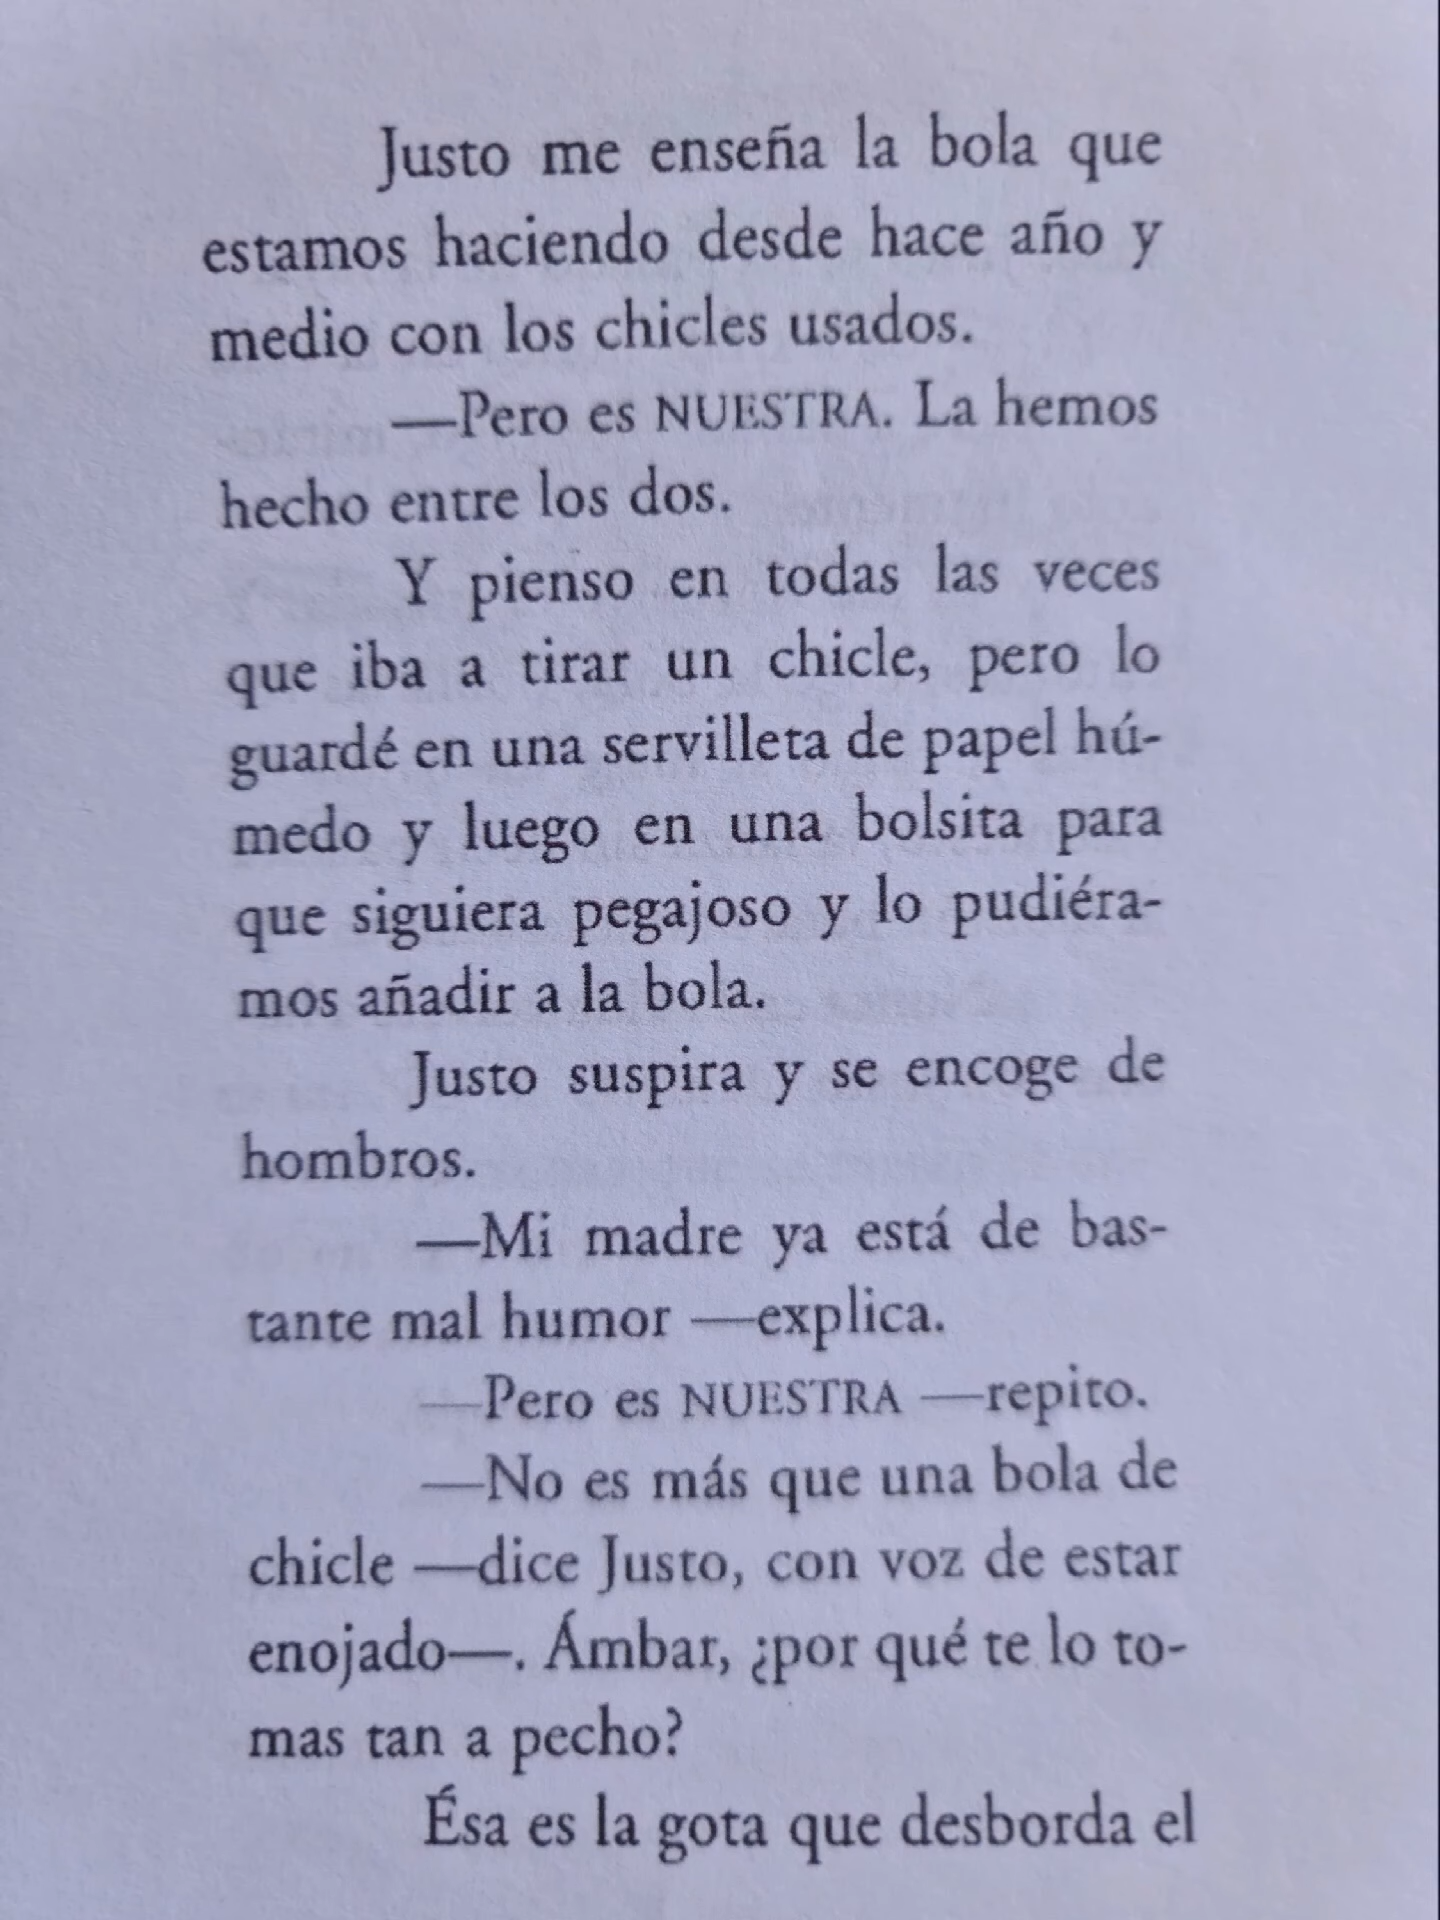 Justo me enseña la bola que
estamos haciendo desde hace año y
medio con los chicles usados.
—Pero es NUESTRA. La hemos
hecho entre los dos.
Y pienso en todas las veces
que iba a tirar un chicle, pero lo
guardé en una servilleta de papel hú-
medo y luego en una bolsita para
que siguiera pegajoso y lo pudiéra-
mos añadir a la bola.
Justo suspira y se encoge de
hombros.
—Mi madre ya está de bas-
tante mal humor —explica.
—Pero es NUESTRA —repito.
—No es más que una bola de
chicle —dice Justo, con voz de estar
enojado—. Ámbar, ¿por qué te lo to-
mas tan a pecho?
Ésa es la gota que desborda el